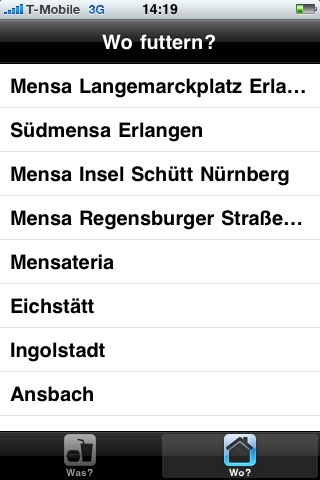 T-Mobile 3G 14:19
Wo futtern?
Mensa Langemarckplatz Erla...
Südmensa Erlangen
Mensa Insel Schütt Nürnberg
Mensa Regensburger Straße...
Mensateria
Eichstätt
Ingolstadt
Ansbach
Was? Wo?